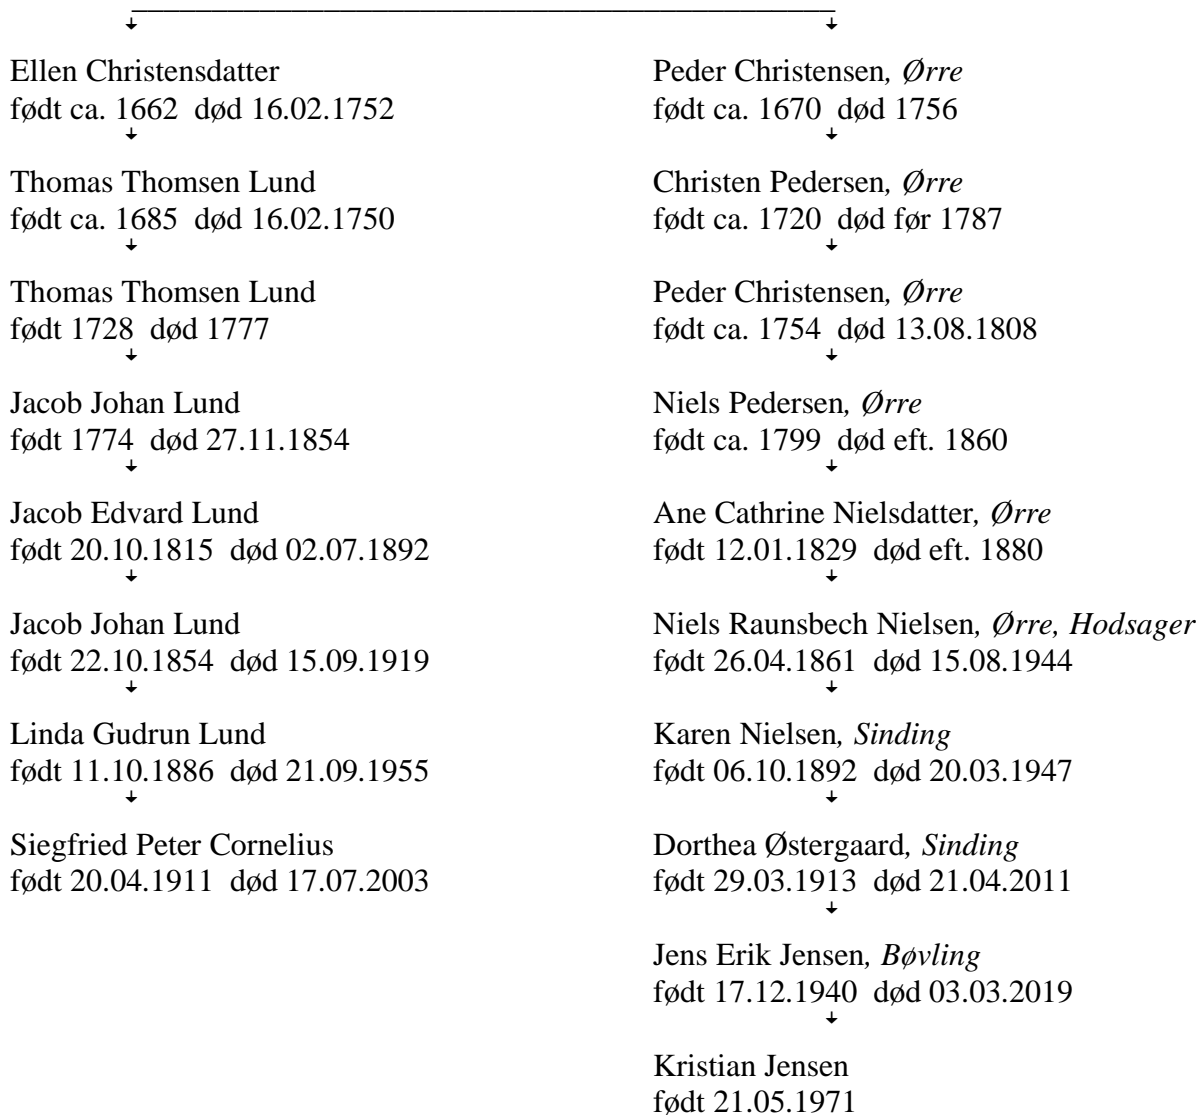 Ellen Christensdatter
født ca. 1662 død 16.02.1752
Thomas Thomsen Lund
født ca. 1685 død 16.02.1750
Thomas Thomsen Lund
født 1728 død 1777
Jacob Johan Lund
født 1774 død 27.11.1854
Jacob Edvard Lund
født 20.10.1815 død 02.07.1892
Jacob Johan Lund
født 22.10.1854 død 15.09.1919
Linda Gudrun Lund
født 11.10.1886 død 21.09.1955
Siegfried Peter Cornelius
født 20.04.1911 død 17.07.2003
Peder Christensen, Ørre
født ca. 1670 død 1756
Christen Pedersen, Ørre
født ca. 1720 død før 1787
Peder Christensen, Ørre
født ca. 1754 død 13.08.1808
Niels Pedersen, Ørre
født ca. 1799 død eft. 1860
Ane Cathrine Nielsdatter, Ørre
født 12.01.1829 død eft. 1880
Niels Raunsbech Nielsen, Ørre, Hodsager
født 26.04.1861 død 15.08.1944
Karen Nielsen, Sinding
født 06.10.1892 død 20.03.1947
Dorthea Østergaard, Sinding
født 29.03.1913 død 21.04.2011
Jens Erik Jensen, Bøvling
født 17.12.1940 død 03.03.2019
Kristian Jensen
født 21.05.1971